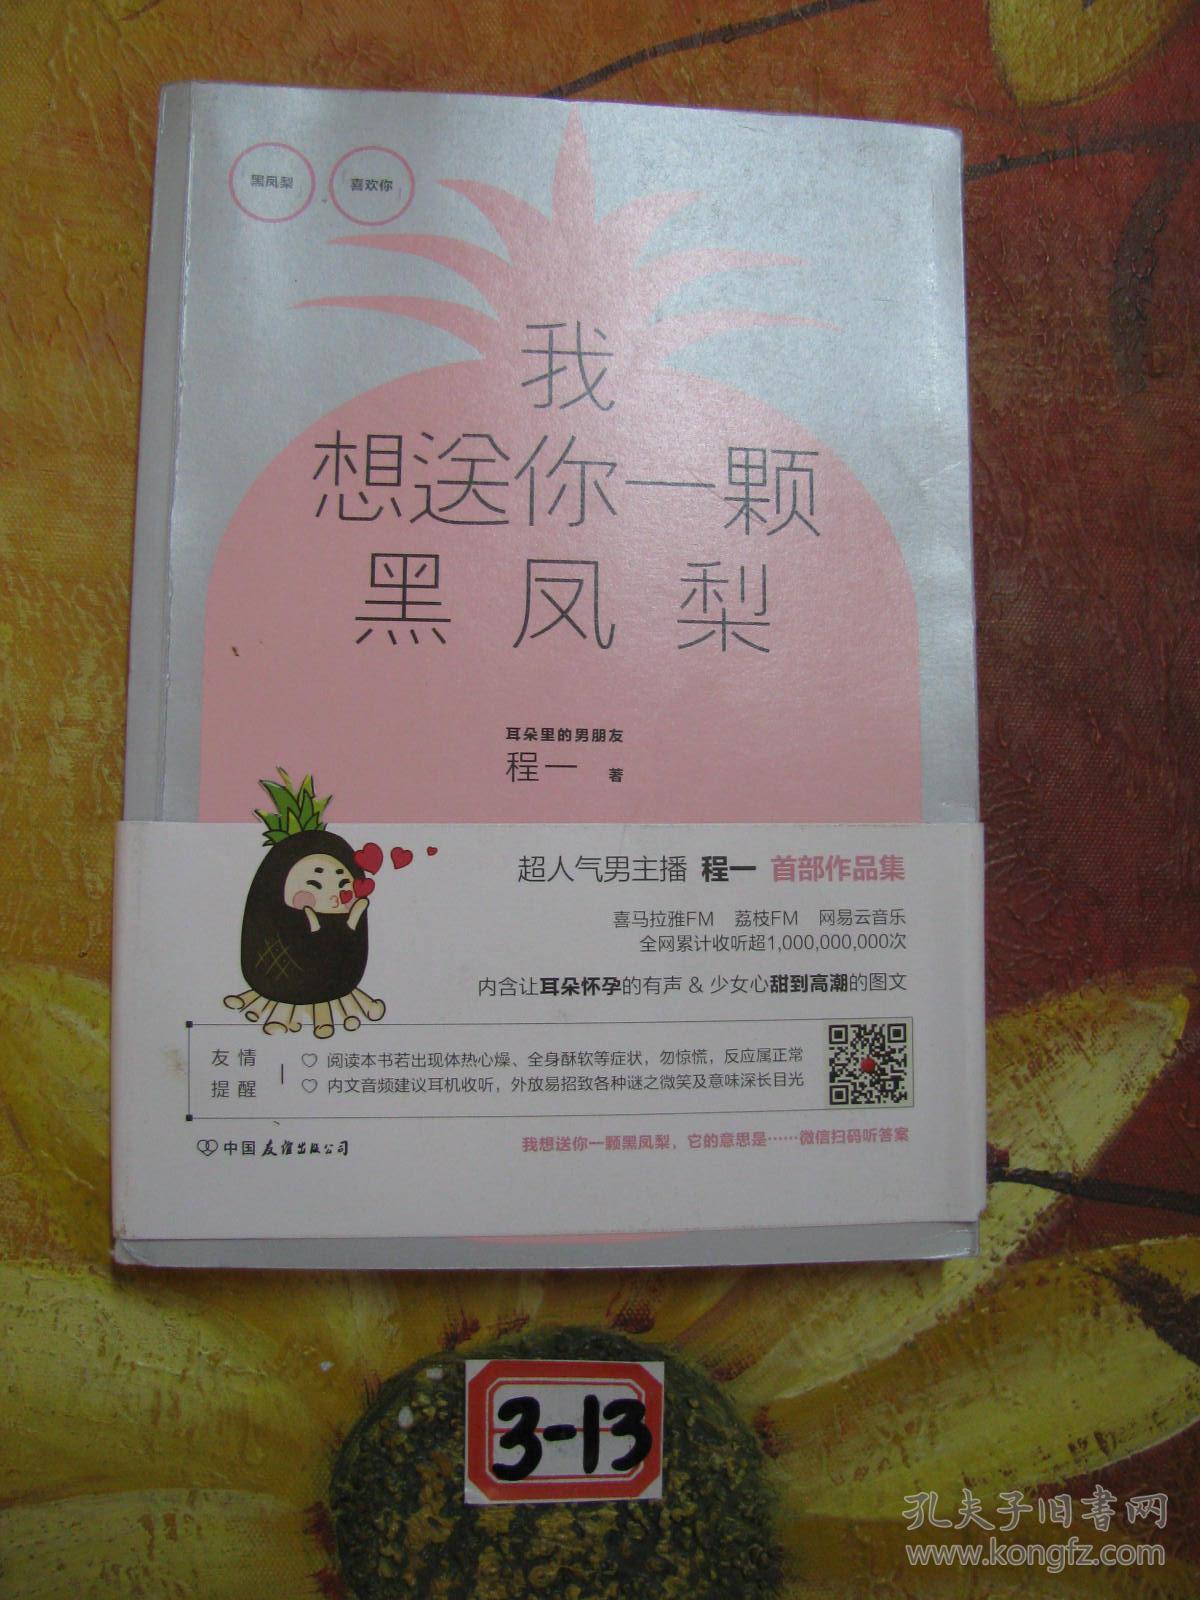 黑凤梨
喜欢你
我
想送你一颗
黑凤梨
耳朵里的男朋友
程一 著
超人气男主播 程一 首部作品集
喜马拉雅FM 荔枝FM 网易云音乐
全网累计收听超1,000,000,000次
内含让耳朵怀孕的有声 & 少女心甜到高潮的图文
友情
提醒
♡ 阅读本书若出现体热心燥、全身酥软等症状，勿惊慌，反应属正常
♡ 内文音频建议耳机收听，外放易招致各种谜之微笑及意味深长目光
中国友谊出版公司
我想送你一颗黑凤梨，它的意思是……微信扫码听答案
3-13
孔夫子旧书网
www.kongfz.com